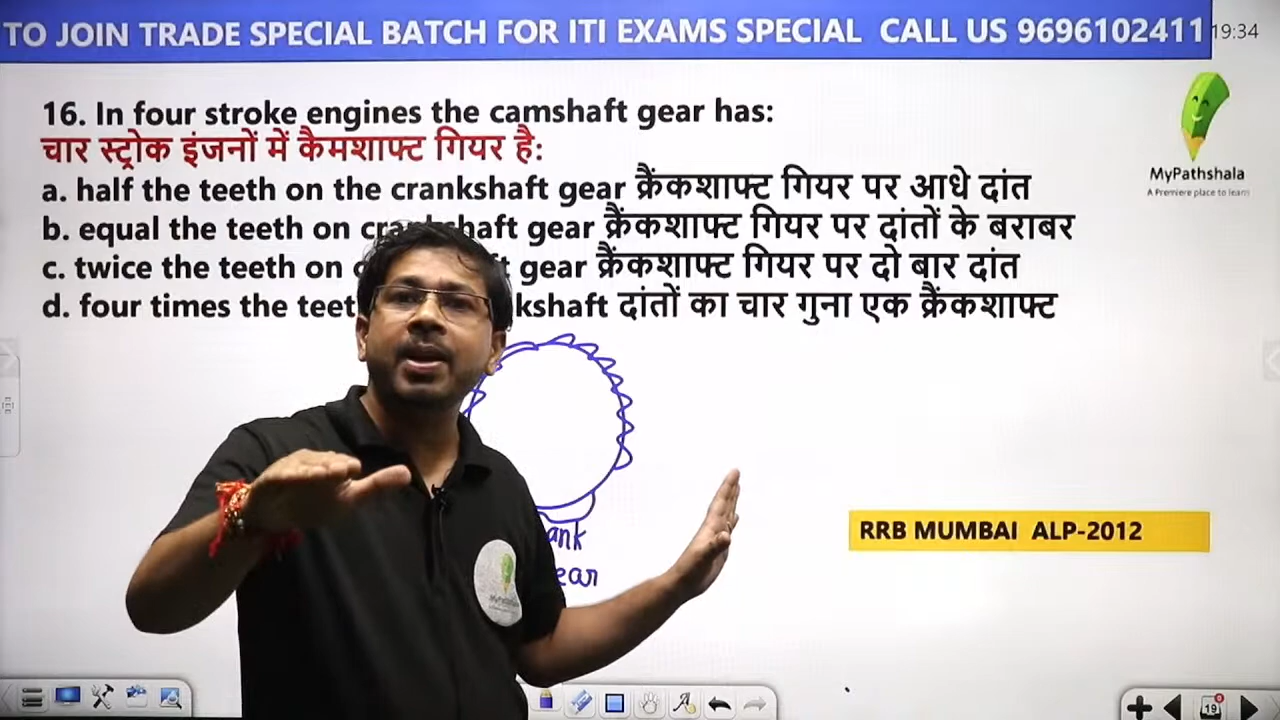 TO JOIN TRADE SPECIAL BATCH FOR ITI EXAMS SPECIAL CALL US 9696102411
19:34
16. In four stroke engines the camshaft gear has:
चार स्ट्रोक इंजनों में कैमशाफ्ट गियर है:
a. half the teeth on the crankshaft gear क्रैंकशाफ्ट गियर पर आधे दांत
b. equal the teeth on gear क्रैंकशाफ्ट गियर पर दांतों के बराबर
c. twice the teeth on gear क्रैंकशाफ्ट गियर पर दो बार दांत
d. four times the दांतों का चार गुना एक क्रैंकशाफ्ट
MyPathshala
A Premiere place to learn
RRB MUMBAI ALP-2012
19